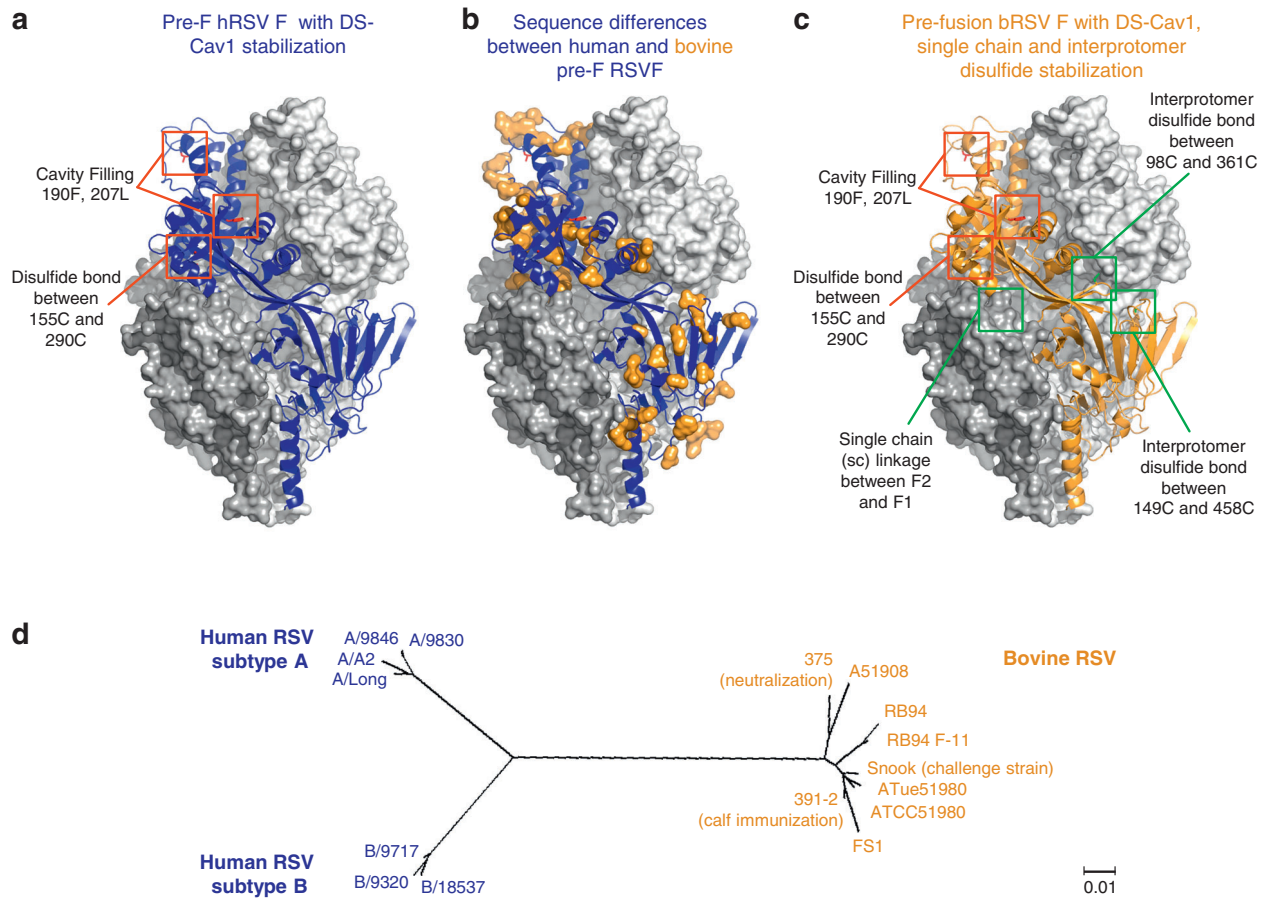 a
Pre-F hRSV F with DS-
Cav1 stabilization
Cavity Filling
190F, 207L
Disulfide bond
between
155C and
290C
b
Sequence differences
between human and bovine
pre-F RSVF
c
Pre-fusion bRSV F with DS-Cav1,
single chain and interprotomer
disulfide stabilization
Interprotomer
disulfide bond
between
98C and 361C
Cavity Filling
190F, 207L
Disulfide bond
between
155C and
290C
Single chain
(sc) linkage
between F2
and F1
Interprotomer
disulfide bond
between
149C and 458C
d
Human RSV
subtype A
A/9846
A/9830
A/A2
A/Long
Human RSV
subtype B
B/9717
B/9320
B/18537
Bovine RSV
375
(neutralization)
A51908
RB94
RB94 F-11
Snook (challenge strain)
ATue51980
ATCC51980
391-2
(calf immunization)
FS1
0.01